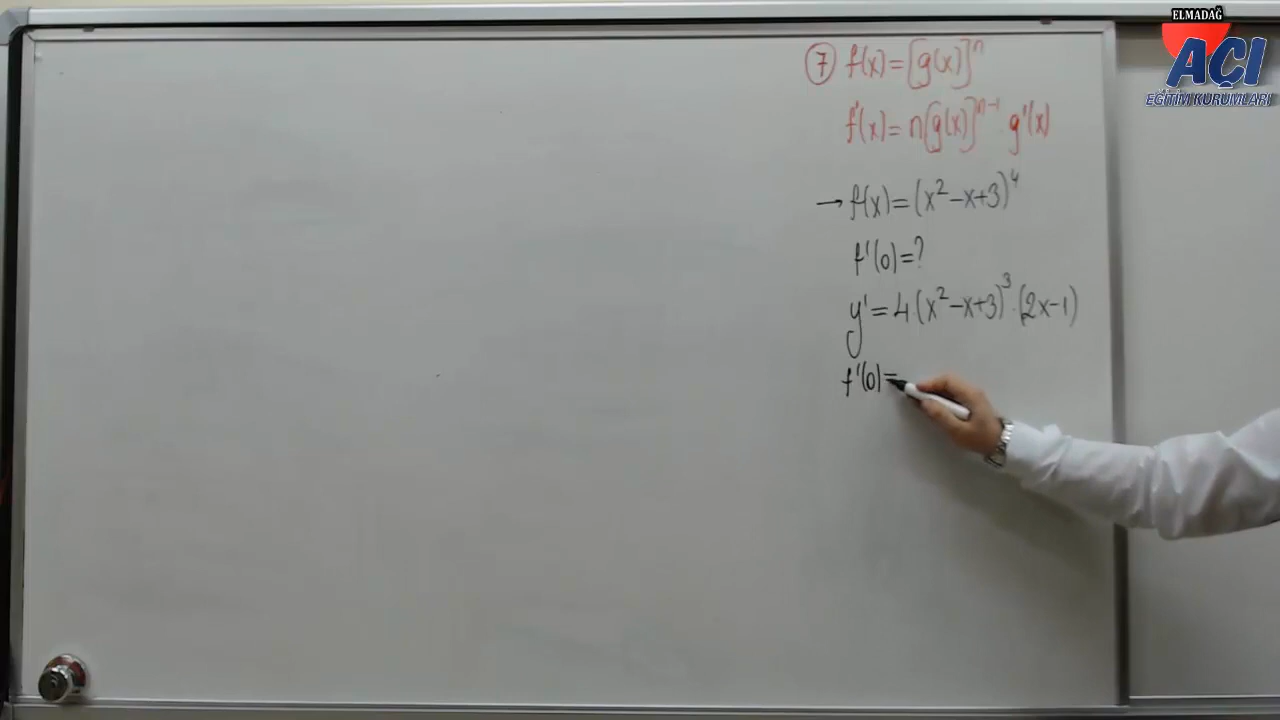 ⑦ f(x)=[g(x)]ⁿ
f'(x)=n[g(x)]ⁿ⁻¹ g'(x)
→f(x)=(x²-x+3)⁴
f'(0)=?
y'=4(x²-x+3)³.(2x-1)
f'(0)=
ELMADAĞ
AÇI
EĞİTİM KURUMLARI